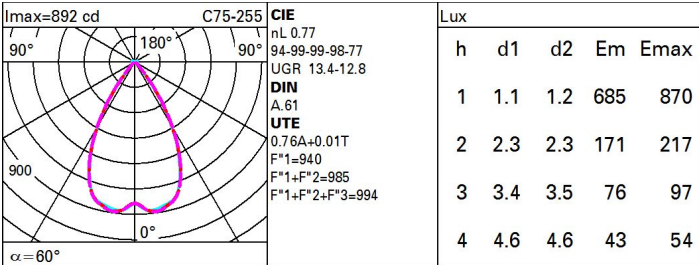 Imax=892 cd C75-255
90° 180° 90°
900
0°
α=60°
CIE
nL 0.77
94-99-99-98-77
UGR 13.4-12.8
DIN
A.61
UTE
0.76A+0.01T
F"1=940
F"1+F"2=985
F"1+F"2+F"3=994
Lux
h d1 d2 Em Emax
1 1.1 1.2 685 870
2 2.3 2.3 171 217
3 3.4 3.5 76 97
4 4.6 4.6 43 54